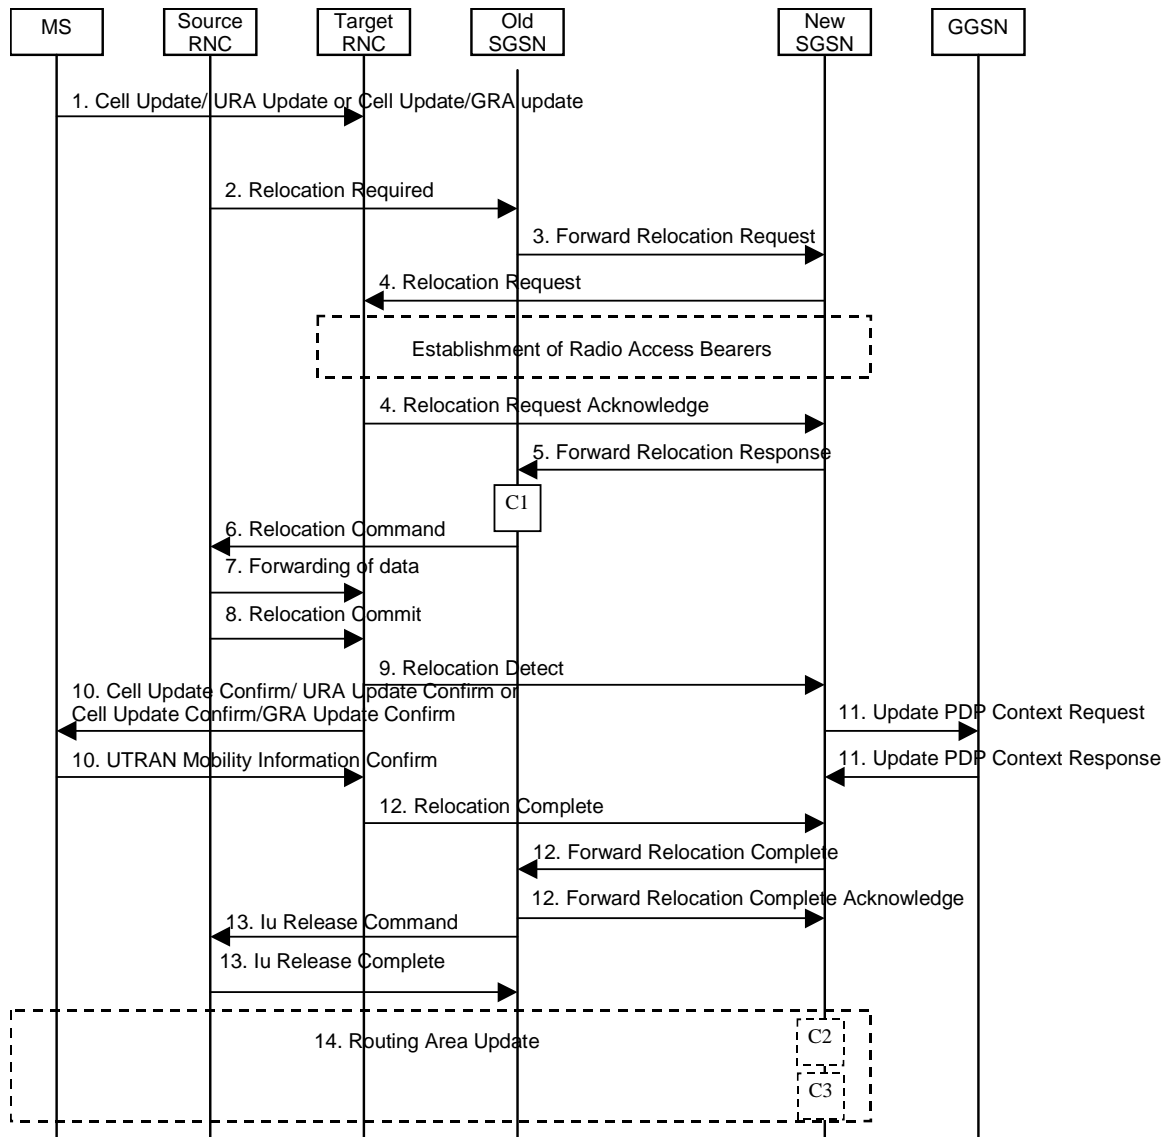 MS
Source
RNC
Target
RNC
Old
SGSN
New
SGSN
GGSN
1. Cell Update/ URA Update or Cell Update/GRA update
2. Relocation Required
3. Forward Relocation Request
4. Relocation Request
Establishment of Radio Access Bearers
4. Relocation Request Acknowledge
5. Forward Relocation Response
C1
6. Relocation Command
7. Forwarding of data
8. Relocation Commit
9. Relocation Detect
10. Cell Update Confirm/ URA Update Confirm or
Cell Update Confirm/GRA Update Confirm
11. Update PDP Context Request
10. UTRAN Mobility Information Confirm
11. Update PDP Context Response
12. Relocation Complete
12. Forward Relocation Complete
12. Forward Relocation Complete Acknowledge
13. Iu Release Command
13. Iu Release Complete
14. Routing Area Update
C2
C3